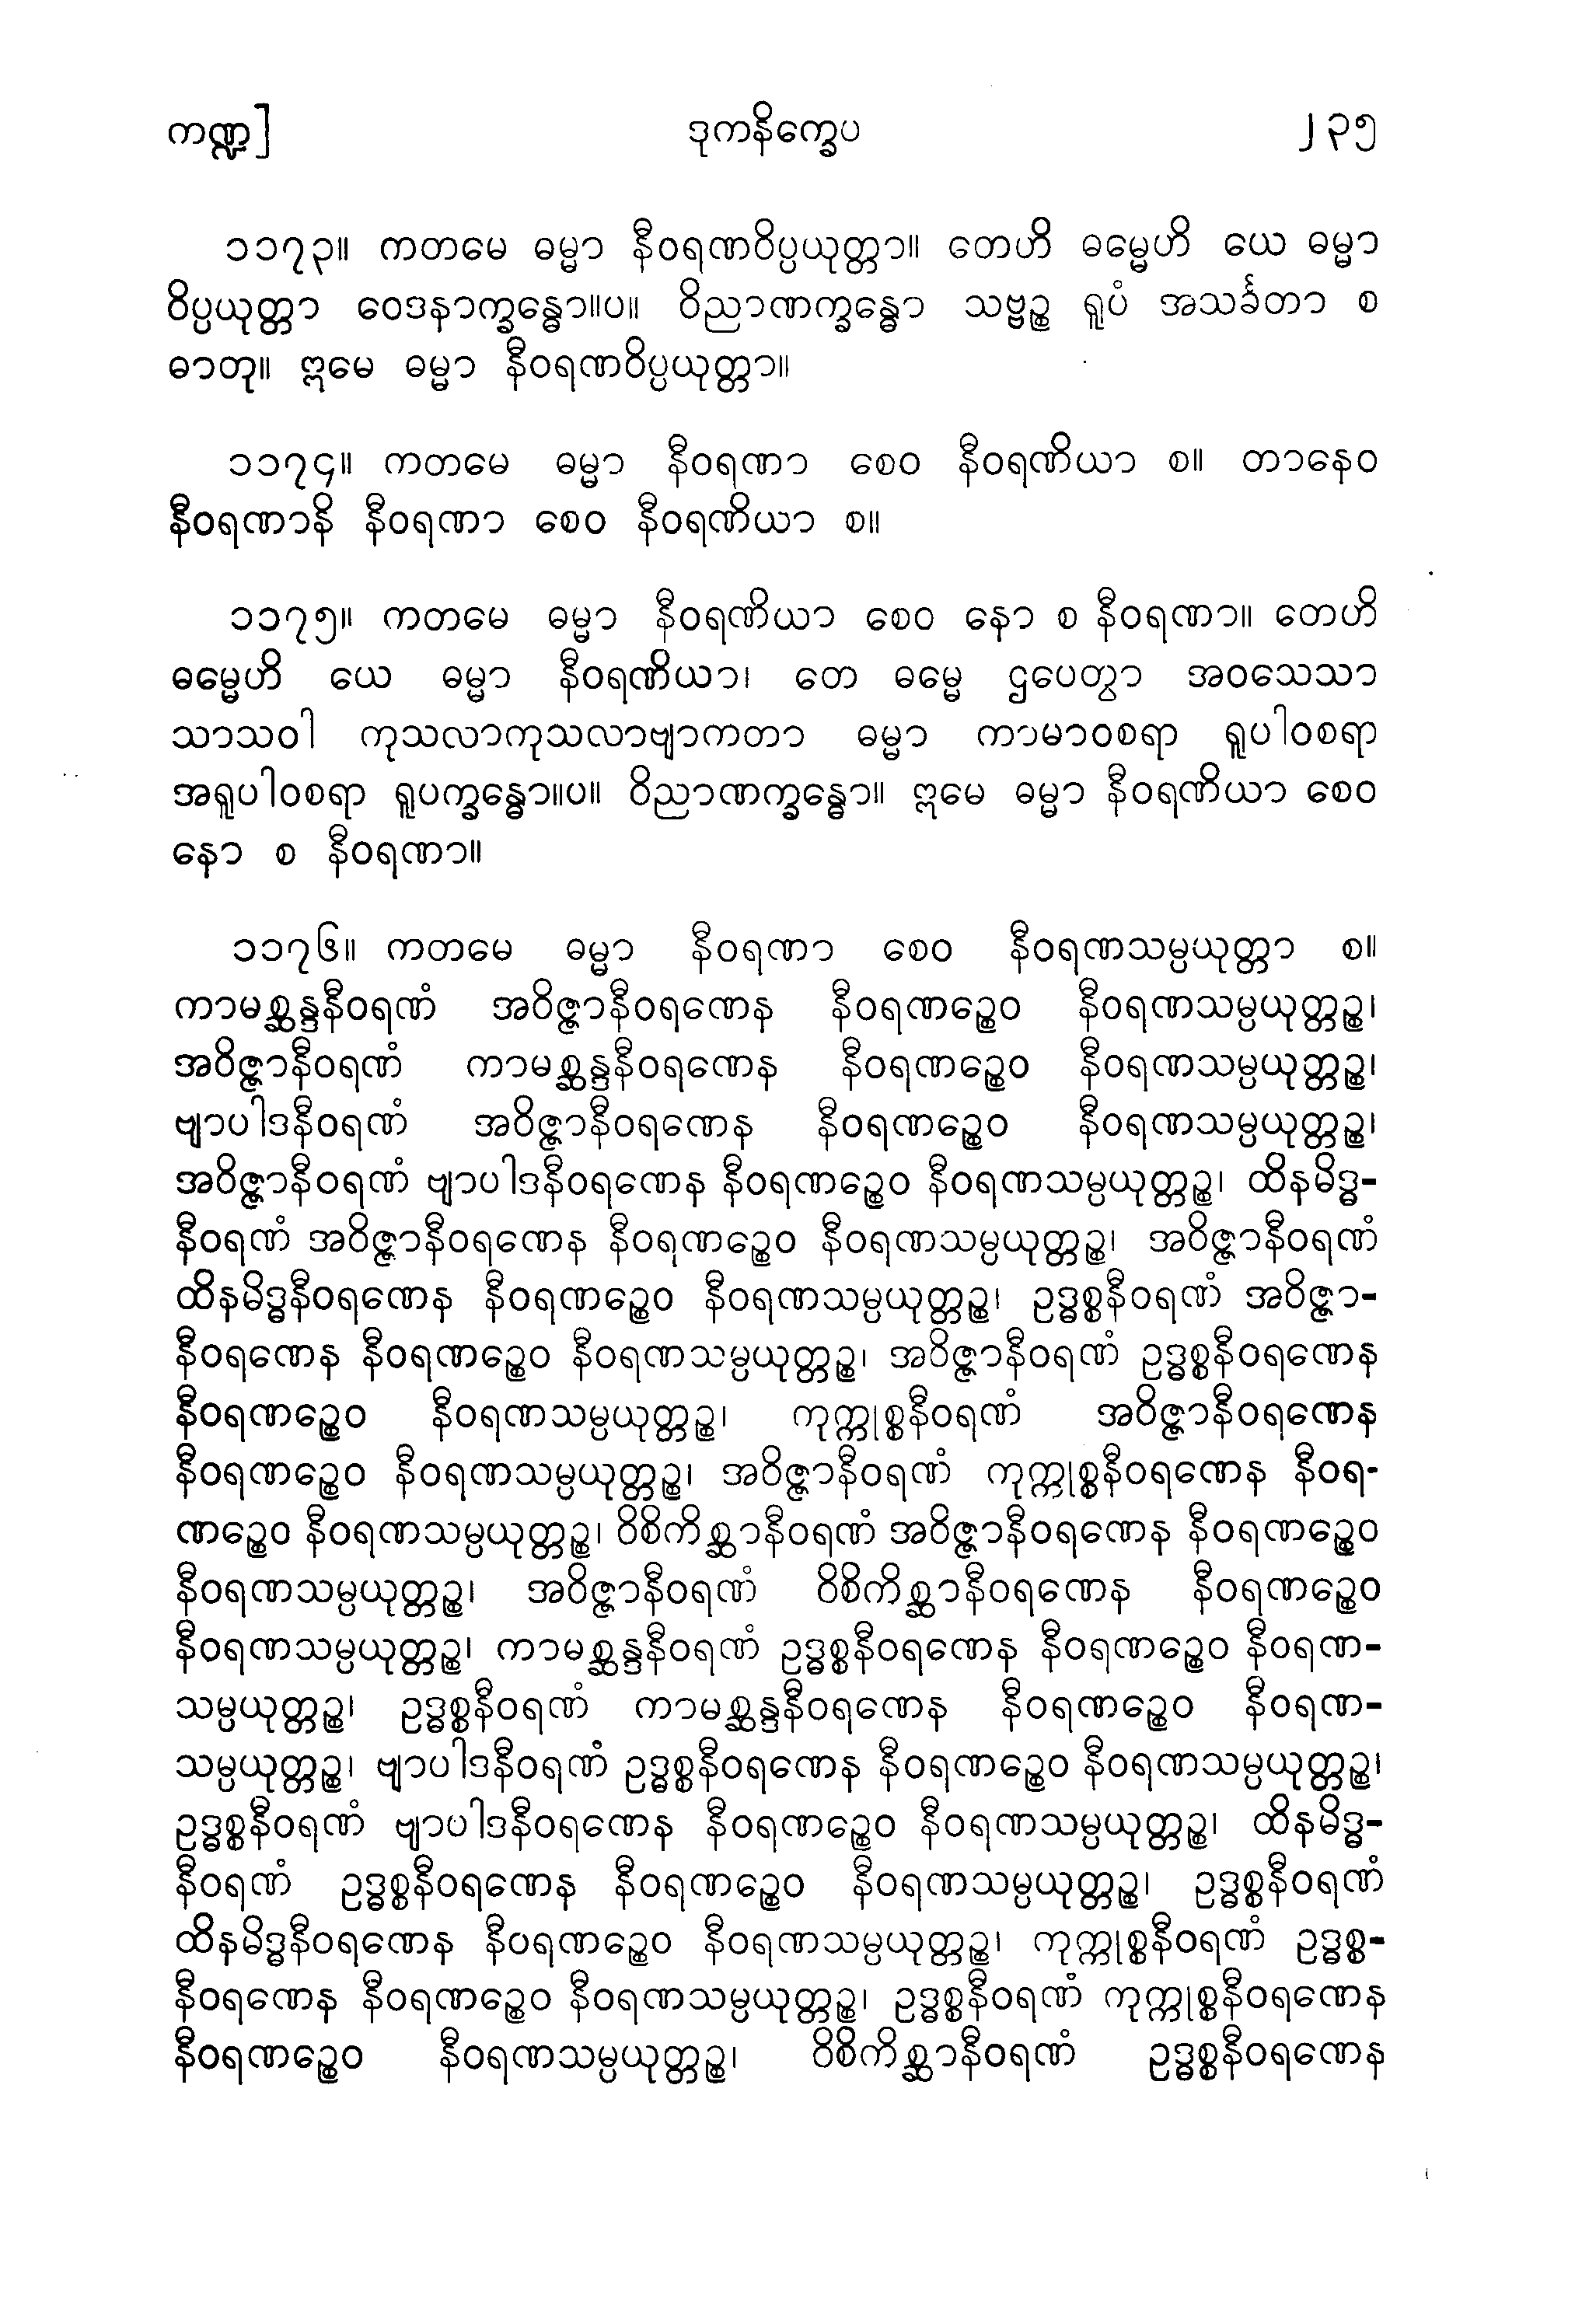 ကဏ္ဍ] ဒုကနိက္ခေပ ၂၃၅
၁၁၇၃။ ကတမေ ဓမ္မာ နီဝရဏဝိပ္ပယုတ္တာ။ တေဟိ ဓမ္မေဟိ ယေ ဓမ္မာ
ဝိပ္ပယုတ္တာ ဝေဒနာက္ခန္ဓော။ပ။ ဝိညာဏက္ခန္ဓော သဗ္ဗဉ္စ ရူပံ အသင်္ခတာ စ
ဓာတု။ ဣမေ ဓမ္မာ နီဝရဏဝိပ္ပယုတ္တာ။
၁၁၇၄။ ကတမေ ဓမ္မာ နီဝရဏာ စေဝ နီဝရဏိယာ စ။ တာနေဝ
နီဝရဏာနိ နီဝရဏာ စေဝ နီဝရဏိယာ စ။
၁၁၇၅။ ကတမေ ဓမ္မာ နီဝရဏိယာ စေဝ နော စ နီဝရဏာ။ တေဟိ
ဓမ္မေဟိ ယေ ဓမ္မာ နီဝရဏိယာ၊ တေ ဓမ္မေ ဌပေတွာ အဝသေသာ
သာသဝါ ကုသလာကုသလာဗျာကတာ ဓမ္မာ ကာမာဝစရာ ရူပါဝစရာ
အရူပါဝစရာ ရူပက္ခန္ဓော။ပ။ ဝိညာဏက္ခန္ဓော။ ဣမေ ဓမ္မာ နီဝရဏိယာ စေဝ
နော စ နီဝရဏာ။
၁၁၇၆။ ကတမေ ဓမ္မာ နီဝရဏာ စေဝ နီဝရဏသမ္ပယုတ္တာ စ။
ကာမစ္ဆန္ဒနီဝရဏံ အဝိဇ္ဇာနီဝရဏေန နီဝရဏဉ္စေဝ နီဝရဏသမ္ပယုတ္တဉ္စ၊
အဝိဇ္ဇာနီဝရဏံ ကာမစ္ဆန္ဒနီဝရဏေန နီဝရဏဉ္စေဝ နီဝရဏသမ္ပယုတ္တဉ္စ၊
ဗျာပါဒနီဝရဏံ အဝိဇ္ဇာနီဝရဏေန နီဝရဏဉ္စေဝ နီဝရဏသမ္ပယုတ္တဉ္စ၊
အဝိဇ္ဇာနီဝရဏံ ဗျာပါဒနီဝရဏေန နီဝရဏဉ္စေဝ နီဝရဏသမ္ပယုတ္တဉ္စ၊ ထိနမိဒ္ဓ-
နီဝရဏံ အဝိဇ္ဇာနီဝရဏေန နီဝရဏဉ္စေဝ နီဝရဏသမ္ပယုတ္တဉ္စ၊ အဝိဇ္ဇာနီဝရဏံ
ထိနမိဒ္ဓနီဝရဏေန နီဝရဏဉ္စေဝ နီဝရဏသမ္ပယုတ္တဉ္စ၊ ဥဒ္ဓစ္စနီဝရဏံ အဝိဇ္ဇာ-
နီဝရဏေန နီဝရဏဉ္စေဝ နီဝရဏသမ္ပယုတ္တဉ္စ၊ အဝိဇ္ဇာနီဝရဏံ ဥဒ္ဓစ္စနီဝရဏေန
နီဝရဏဉ္စေဝ နီဝရဏသမ္ပယုတ္တဉ္စ၊ ကုက္ကုစ္စနီဝရဏံ အဝိဇ္ဇာနီဝရဏေန
နီဝရဏဉ္စေဝ နီဝရဏသမ္ပယုတ္တဉ္စ၊ အဝိဇ္ဇာနီဝရဏံ ကုက္ကုစ္စနီဝရဏေန နီဝရ-
ဏဉ္စေဝ နီဝရဏသမ္ပယုတ္တဉ္စ၊ ဝိစိကိစ္ဆာနီဝရဏံ အဝိဇ္ဇာနီဝရဏေန နီဝရဏဉ္စေဝ
နီဝရဏသမ္ပယုတ္တဉ္စ၊ အဝိဇ္ဇာနီဝရဏံ ဝိစိကိစ္ဆာနီဝရဏေန နီဝရဏဉ္စေဝ
နီဝရဏသမ္ပယုတ္တဉ္စ၊ ကာမစ္ဆန္ဒနီဝရဏံ ဥဒ္ဓစ္စနီဝရဏေန နီဝရဏဉ္စေဝ နီဝရဏ-
သမ္ပယုတ္တဉ္စ၊ ဥဒ္ဓစ္စနီဝရဏံ ကာမစ္ဆန္ဒနီဝရဏေန နီဝရဏဉ္စေဝ နီဝရဏ-
သမ္ပယုတ္တဉ္စ၊ ဗျာပါဒနီဝရဏံ ဥဒ္ဓစ္စနီဝရဏေန နီဝရဏဉ္စေဝ နီဝရဏသမ္ပယုတ္တဉ္စ၊
ဥဒ္ဓစ္စနီဝရဏံ ဗျာပါဒနီဝရဏေန နီဝရဏဉ္စေဝ နီဝရဏသမ္ပယုတ္တဉ္စ၊ ထိနမိဒ္ဓ-
နီဝရဏံ ဥဒ္ဓစ္စနီဝရဏေန နီဝရဏဉ္စေဝ နီဝရဏသမ္ပယုတ္တဉ္စ၊ ဥဒ္ဓစ္စနီဝရဏံ
ထိနမိဒ္ဓနီဝရဏေန နီဝရဏဉ္စေဝ နီဝရဏသမ္ပယုတ္တဉ္စ၊ ကုက္ကုစ္စနီဝရဏံ ဥဒ္ဓစ္စ-
နီဝရဏေန နီဝရဏဉ္စေဝ နီဝရဏသမ္ပယုတ္တဉ္စ၊ ဥဒ္ဓစ္စနီဝရဏံ ကုက္ကုစ္စနီဝရဏေန
နီဝရဏဉ္စေဝ နီဝရဏသမ္ပယုတ္တဉ္စ၊ ဝိစိကိစ္ဆာနီဝရဏံ ဥဒ္ဓစ္စနီဝရဏေန